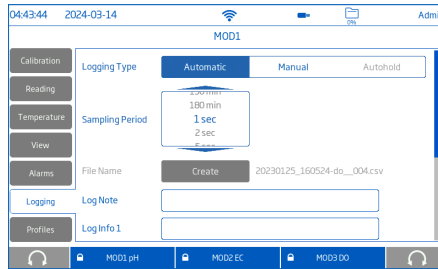 04:43:44 2024-03-14 0% Admi
MOD1
Calibration
Logging Type Automatic Manual Autohold
Reading
180 min
Temperature Sampling Period 1 sec
2 sec
View
Alarms File Name Create 20230125_160524-do__004.csv
Logging Log Note
Profiles Log Info 1
MOD1 pH MOD2 EC MOD3 DO